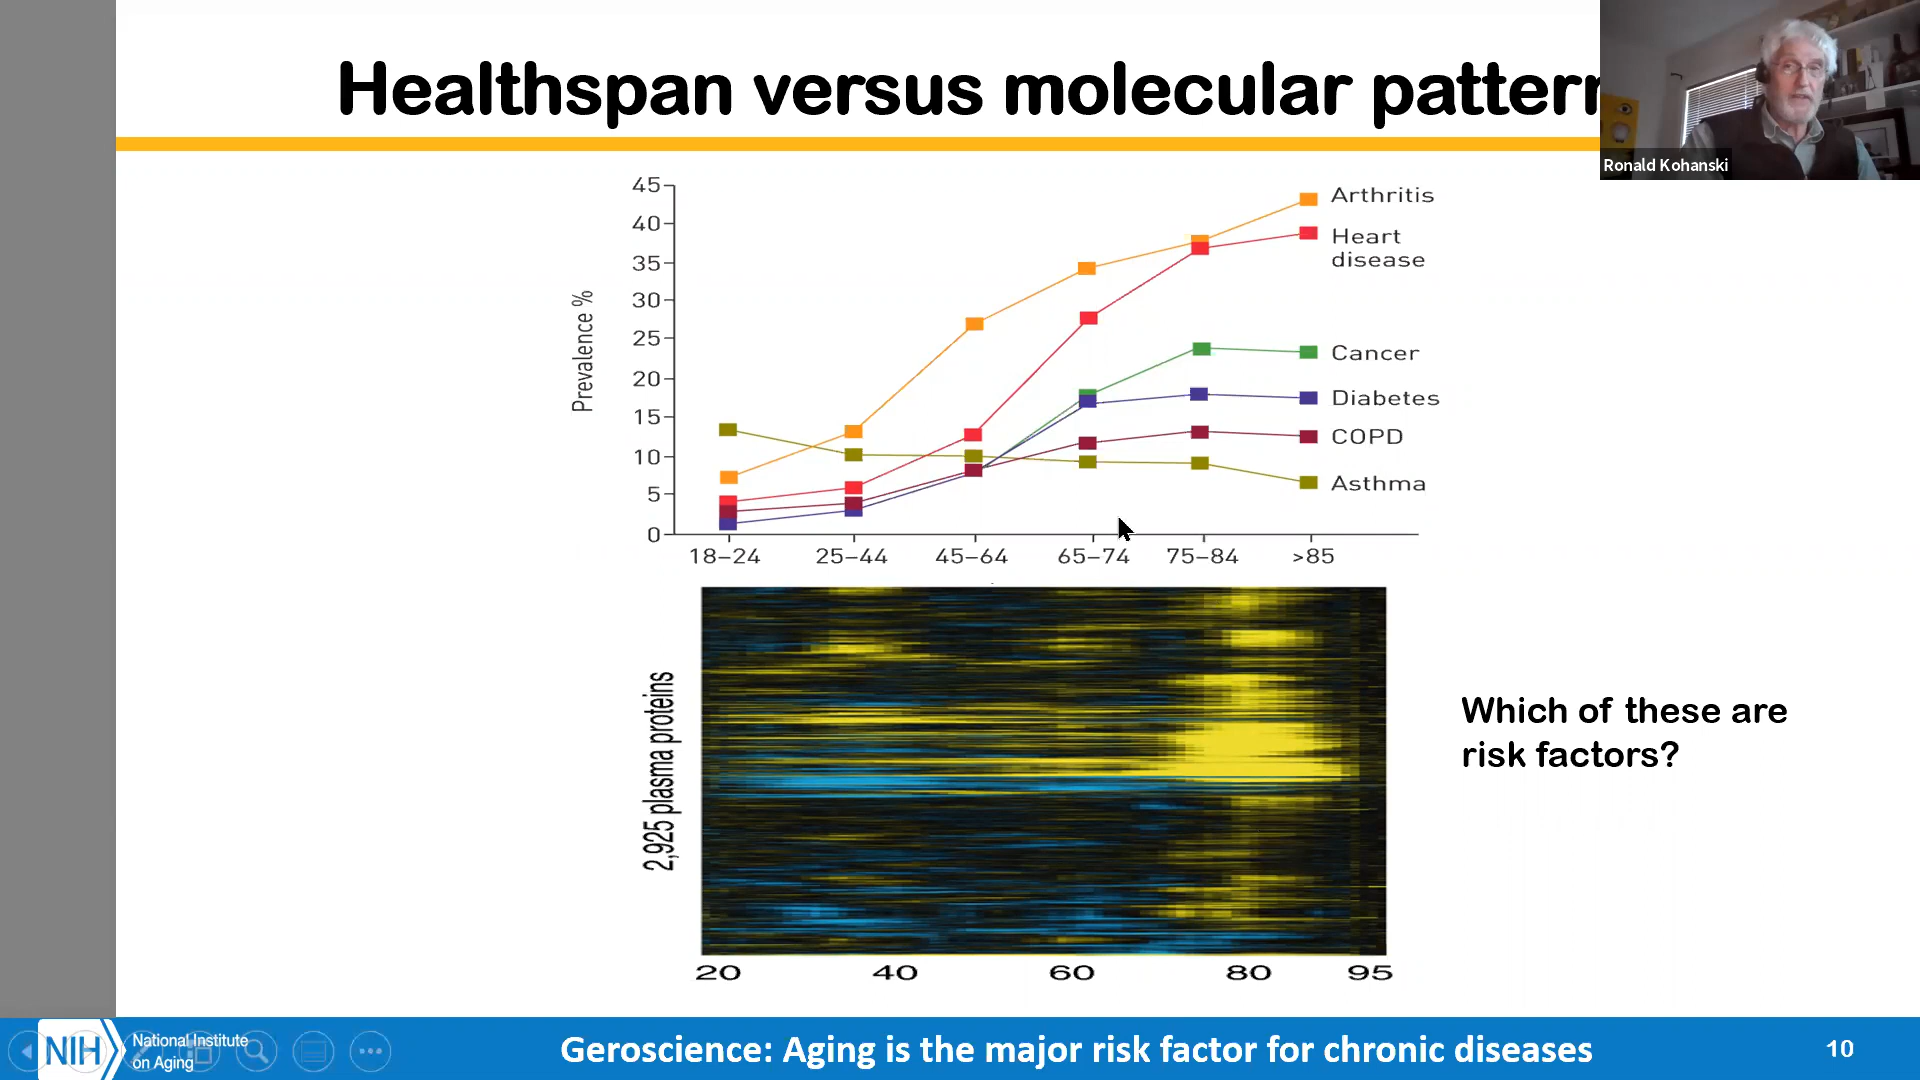 Healthspan versus molecular pattern
Ronald Kohanski
45
40
35
30
25
20
15
10
5
0
Prevalence %
Arthritis
Heart
disease
Cancer
Diabetes
COPD
Asthma
18–24 25–44 45–64 65–74 75–84 >85
2,925 plasma proteins
Which of these are
risk factors?
20 40 60 80 95
NIH
National Institute
on Aging
Geroscience: Aging is the major risk factor for chronic diseases
10